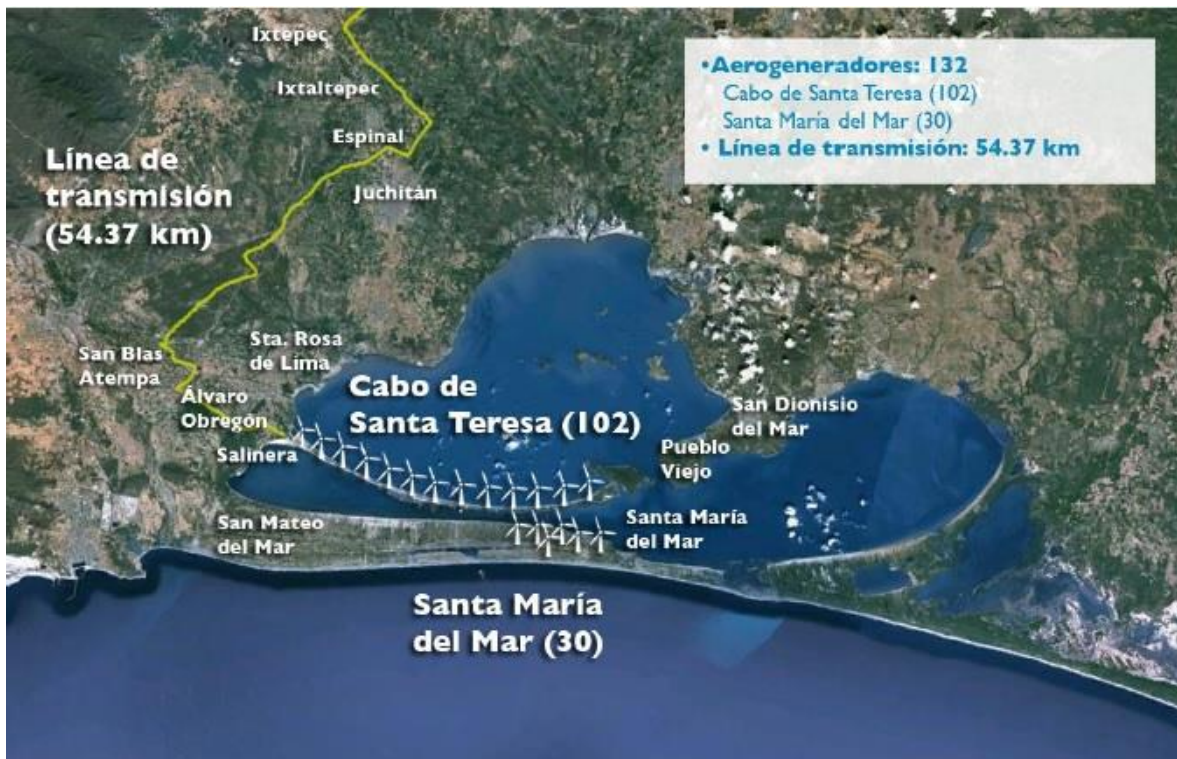 Ixtepec
Ixtaltepec
Espinal
Juchitán
Línea de
transmisión
(54.37 km)
•Aerogeneradores: 132
Cabo de Santa Teresa (102)
Santa María del Mar (30)
• Línea de transmisión: 54.37 km
San Blas
Atempa
Sta. Rosa
de Lima
Álvaro
Obregón
Cabo de
Santa Teresa (102)
San Dionisio
del Mar
Pueblo
Viejo
Salinera
San Mateo
del Mar
Santa María
del Mar
Santa María
del Mar (30)